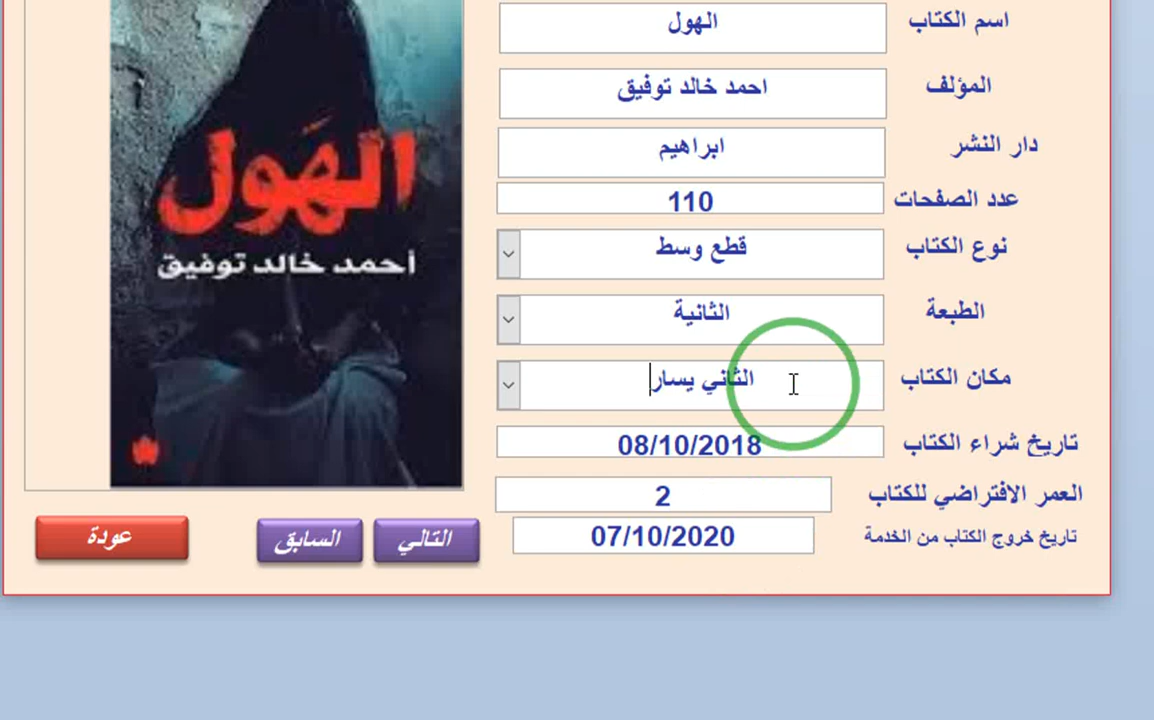 اسم الكتاب
الهول
المؤلف
احمد خالد توفيق
دار النشر
ابراهيم
عدد الصفحات
110
نوع الكتاب
قطع وسط
الطبعة
الثانية
مكان الكتاب
الثاني يسار
تاريخ شراء الكتاب
08/10/2018
العمر الافتراضي للكتاب
2
تاريخ خروج الكتاب من الخدمة
07/10/2020
الهَول
أحمد خالد توفيق
التالي
السابق
عودة